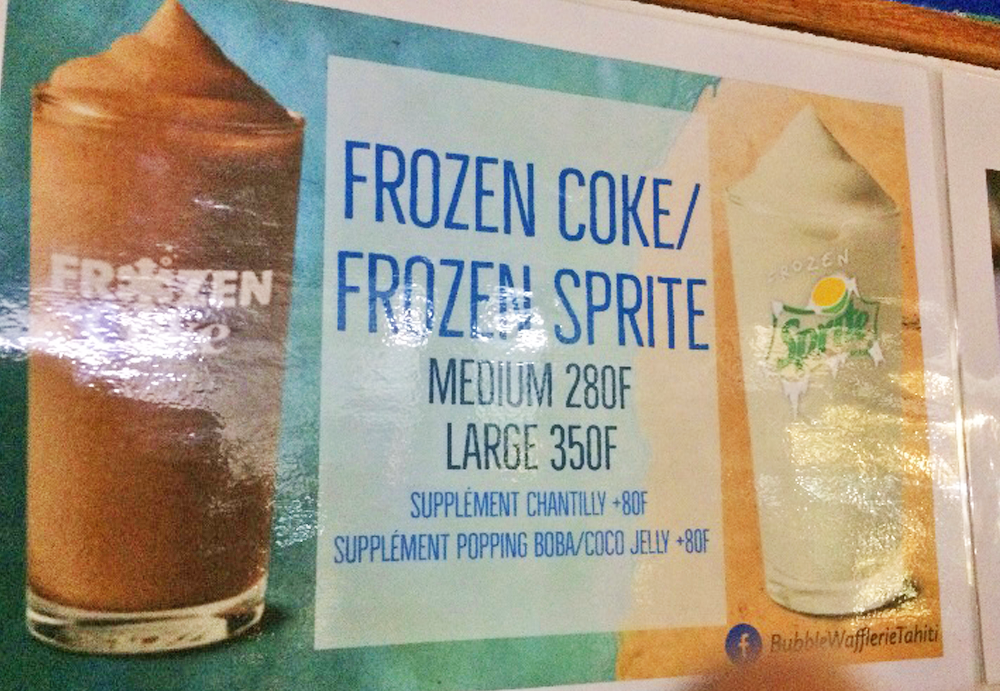 FROZEN
FROZEN COKE/
FROZEN SPRITE
MEDIUM 280F
LARGE 350F
SUPPLÉMENT CHANTILLY +80F
SUPPLÉMENT POPPING BOBA/COCO JELLY +80F
FROZEN
Sprite
f BubbleWafflerieTahiti